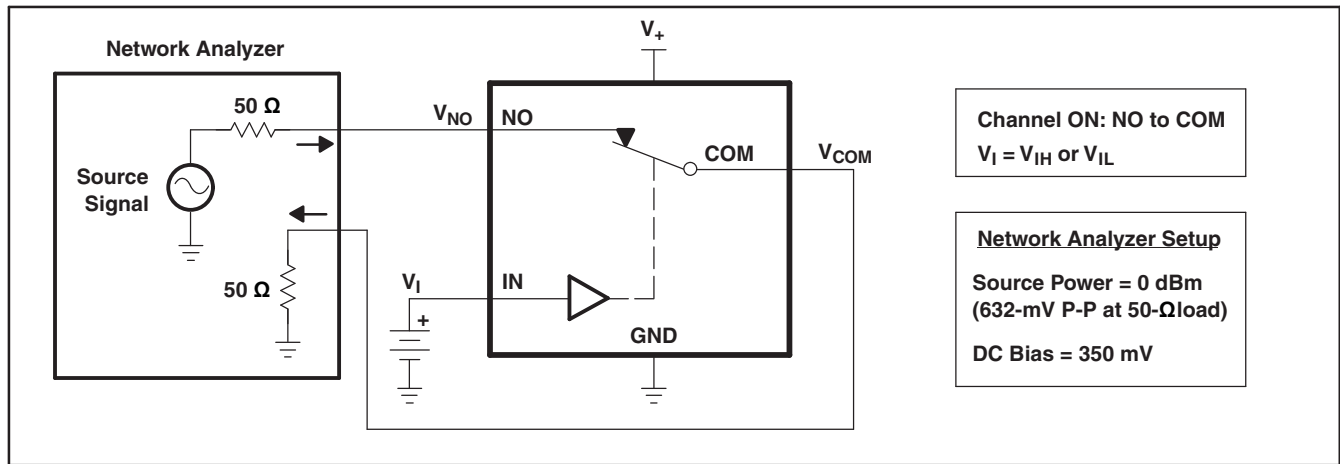 Network Analyzer
50 Ω
Source
Signal
50 Ω
V+
VNO
NO
COM
VCOM
VI
+
IN
GND
Channel ON: NO to COM
VI = VIH or VIL
Network Analyzer Setup
Source Power = 0 dBm
(632-mV P-P at 50-Ωload)
DC Bias = 350 mV